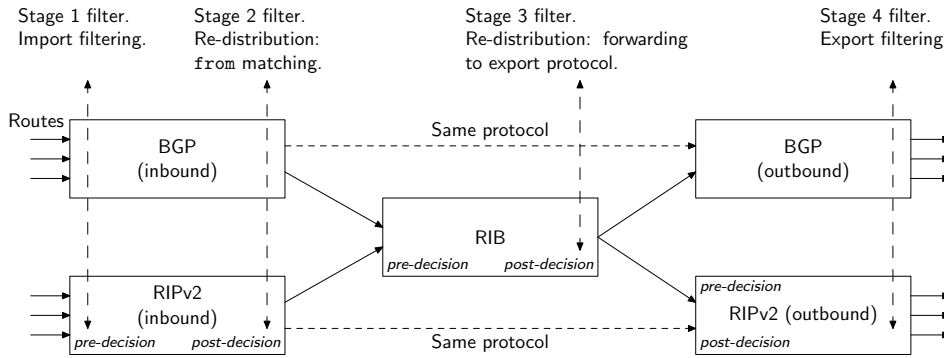 Stage 1 filter.
Import filtering.
Stage 2 filter.
Re-distribution:
from matching.
Stage 3 filter.
Re-distribution: forwarding
to export protocol.
Stage 4 filter.
Export filtering
Routes
BGP
(inbound)
Same protocol
BGP
(outbound)
RIB
pre-decision
post-decision
RIPv2
(inbound)
pre-decision
post-decision
Same protocol
pre-decision
RIPv2 (outbound)
post-decision